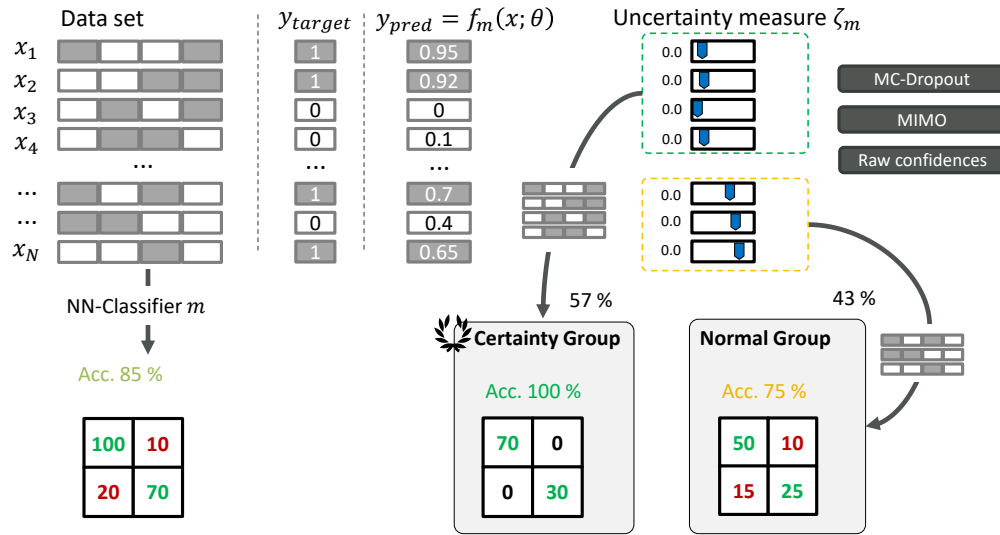 Data set
y_target
y_pred = f_m(x; θ)
Uncertainty measure ζ_m
x_1
1
0.95
0.0
x_2
1
0.92
0.0
MC-Dropout
x_3
0
0
0.0
MIMO
x_4
0
0.1
0.0
Raw confidences
...
...
...
...
1
0.7
0.0
...
0
0.4
0.0
x_N
1
0.65
0.0
NN-Classifier m
57 %
43 %
Acc. 85 %
100 10
20 70
Certainty Group
Acc. 100 %
70 0
0 30
Normal Group
Acc. 75 %
50 10
15 25